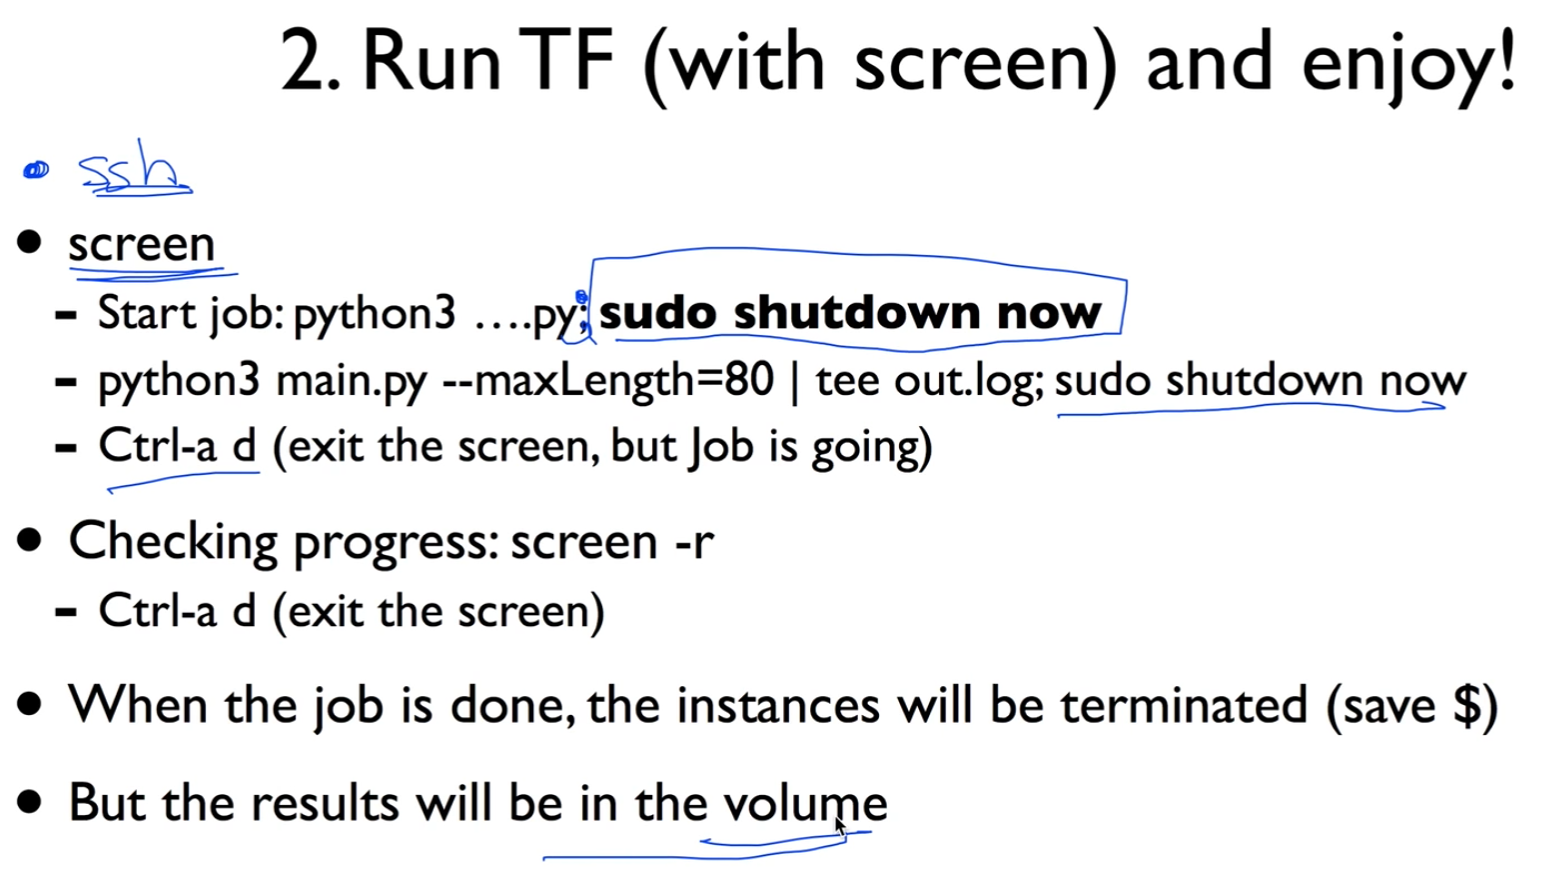 2. Run TF (with screen) and enjoy!
• ssh
• screen
- Start job: python3 ….py; sudo shutdown now
- python3 main.py --maxLength=80 | tee out.log; sudo shutdown now
- Ctrl-a d (exit the screen, but Job is going)
• Checking progress: screen -r
- Ctrl-a d (exit the screen)
• When the job is done, the instances will be terminated (save $)
• But the results will be in the volume